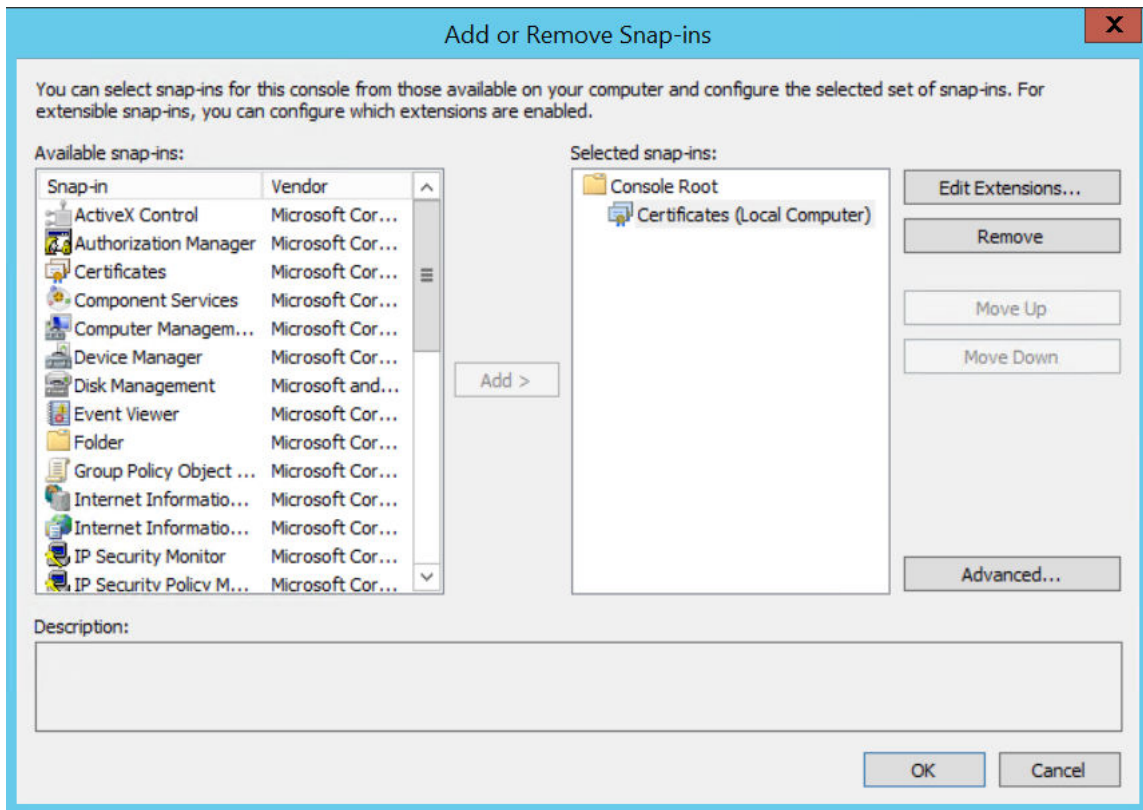 Add or Remove Snap-ins
X
You can select snap-ins for this console from those available on your computer and configure the selected set of snap-ins. For
extensible snap-ins, you can configure which extensions are enabled.
Available snap-ins:
Snap-in Vendor
ActiveX Control Microsoft Cor...
Authorization Manager Microsoft Cor...
Certificates Microsoft Cor...
Component Services Microsoft Cor...
Computer Managem... Microsoft Cor...
Device Manager Microsoft Cor...
Disk Management Microsoft and...
Event Viewer Microsoft Cor...
Folder Microsoft Cor...
Group Policy Object ... Microsoft Cor...
Internet Informatio... Microsoft Cor...
Internet Informatio... Microsoft Cor...
IP Security Monitor Microsoft Cor...
IP Security Policy M... Microsoft Cor...
Add >
Selected snap-ins:
Console Root
Certificates (Local Computer)
Edit Extensions...
Remove
Move Up
Move Down
Advanced...
Description:
OK
Cancel